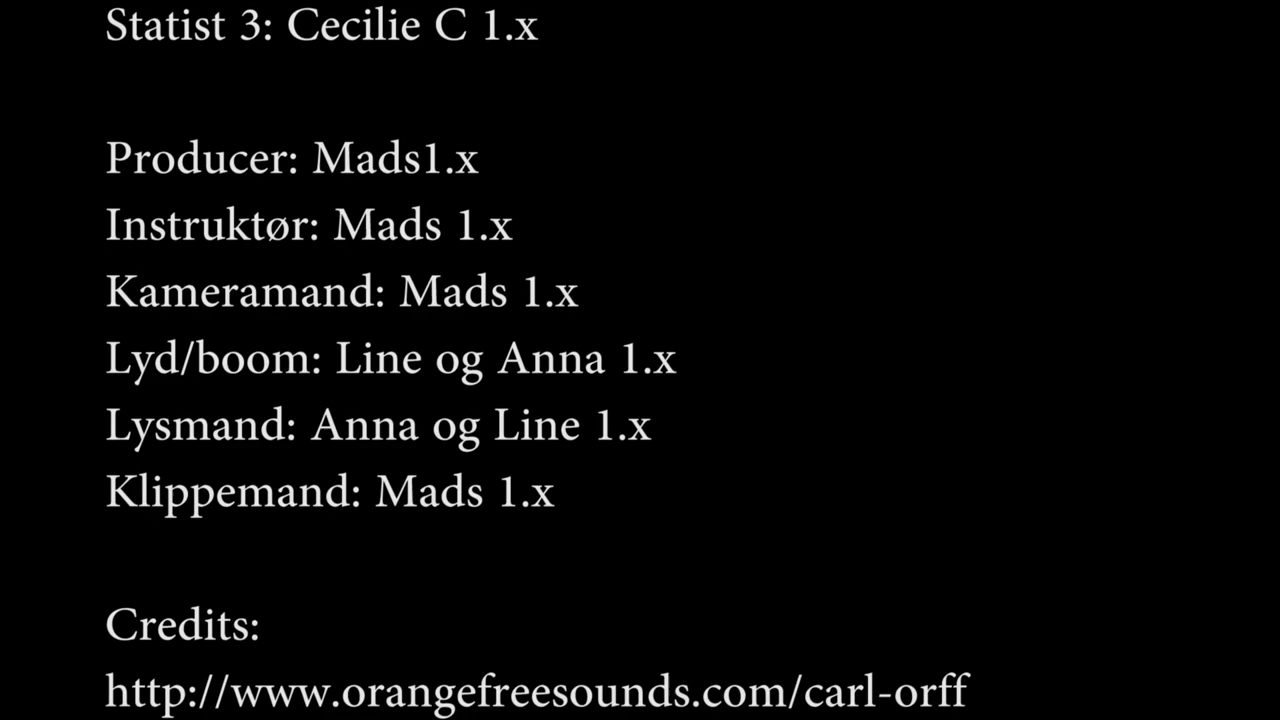 Statist 3: Cecilie C 1.x
Producer: Mads1.x
Instruktør: Mads 1.x
Kameramand: Mads 1.x
Lyd/boom: Line og Anna 1.x
Lysmand: Anna og Line 1.x
Klippemand: Mads 1.x
Credits:
http://www.orangefreesounds.com/carl-orff